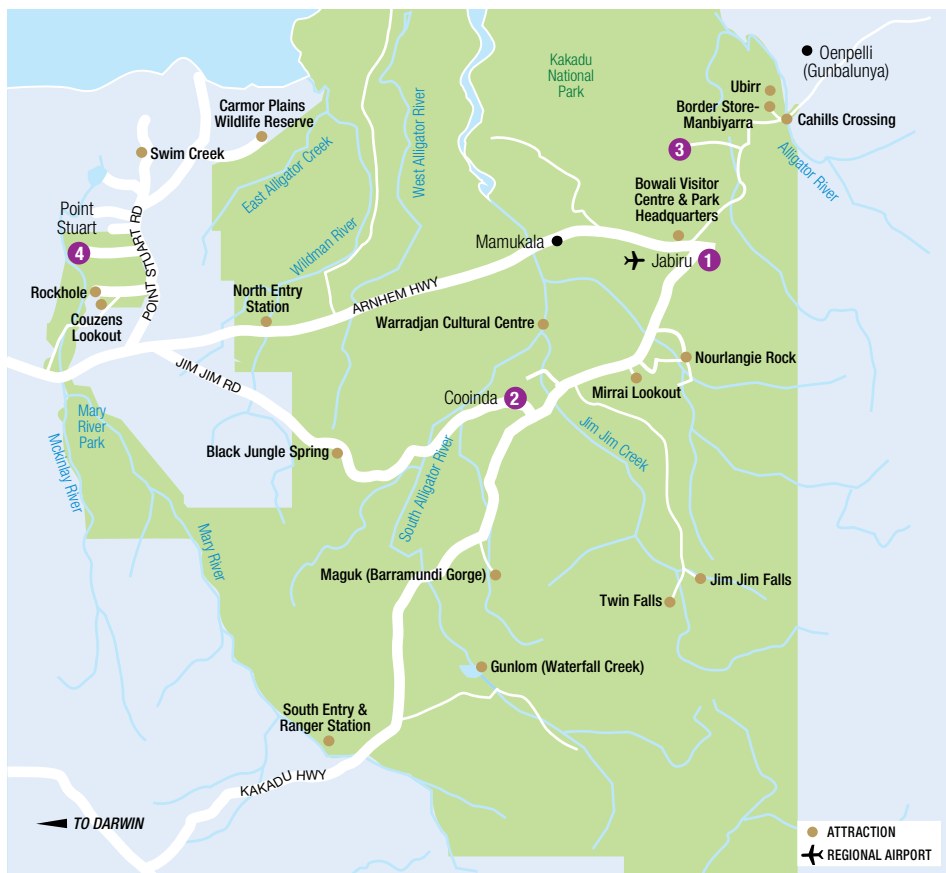 Oenpelli
(Gunbalunya)
Kakadu
National
Park
Ubirr
Border Store-
Manbiyarra
Cahills Crossing
Carmor Plains
Wildlife Reserve
Swim Creek
East Alligator Creek
West Alligator River
Alligator River
3
Bowali Visitor
Centre & Park
Headquarters
Point
Stuart
4
POINT STUART RD
Wildman River
Mamukala
Jabiru
1
Rockhole
Couzens
Lookout
North Entry
Station
ARNHEM HWY
Warradjan Cultural Centre
Nourlangie Rock
Mirrai Lookout
JIM JIM RD
Cooinda
2
Mary
River
Park
Mckinlay River
Black Jungle Spring
South Alligator River
Jim Jim Creek
Mary River
Maguk (Barramundi Gorge)
Jim Jim Falls
Twin Falls
Gunlom (Waterfall Creek)
South Entry &
Ranger Station
KAKADU HWY
TO DARWIN
ATTRACTION
REGIONAL AIRPORT